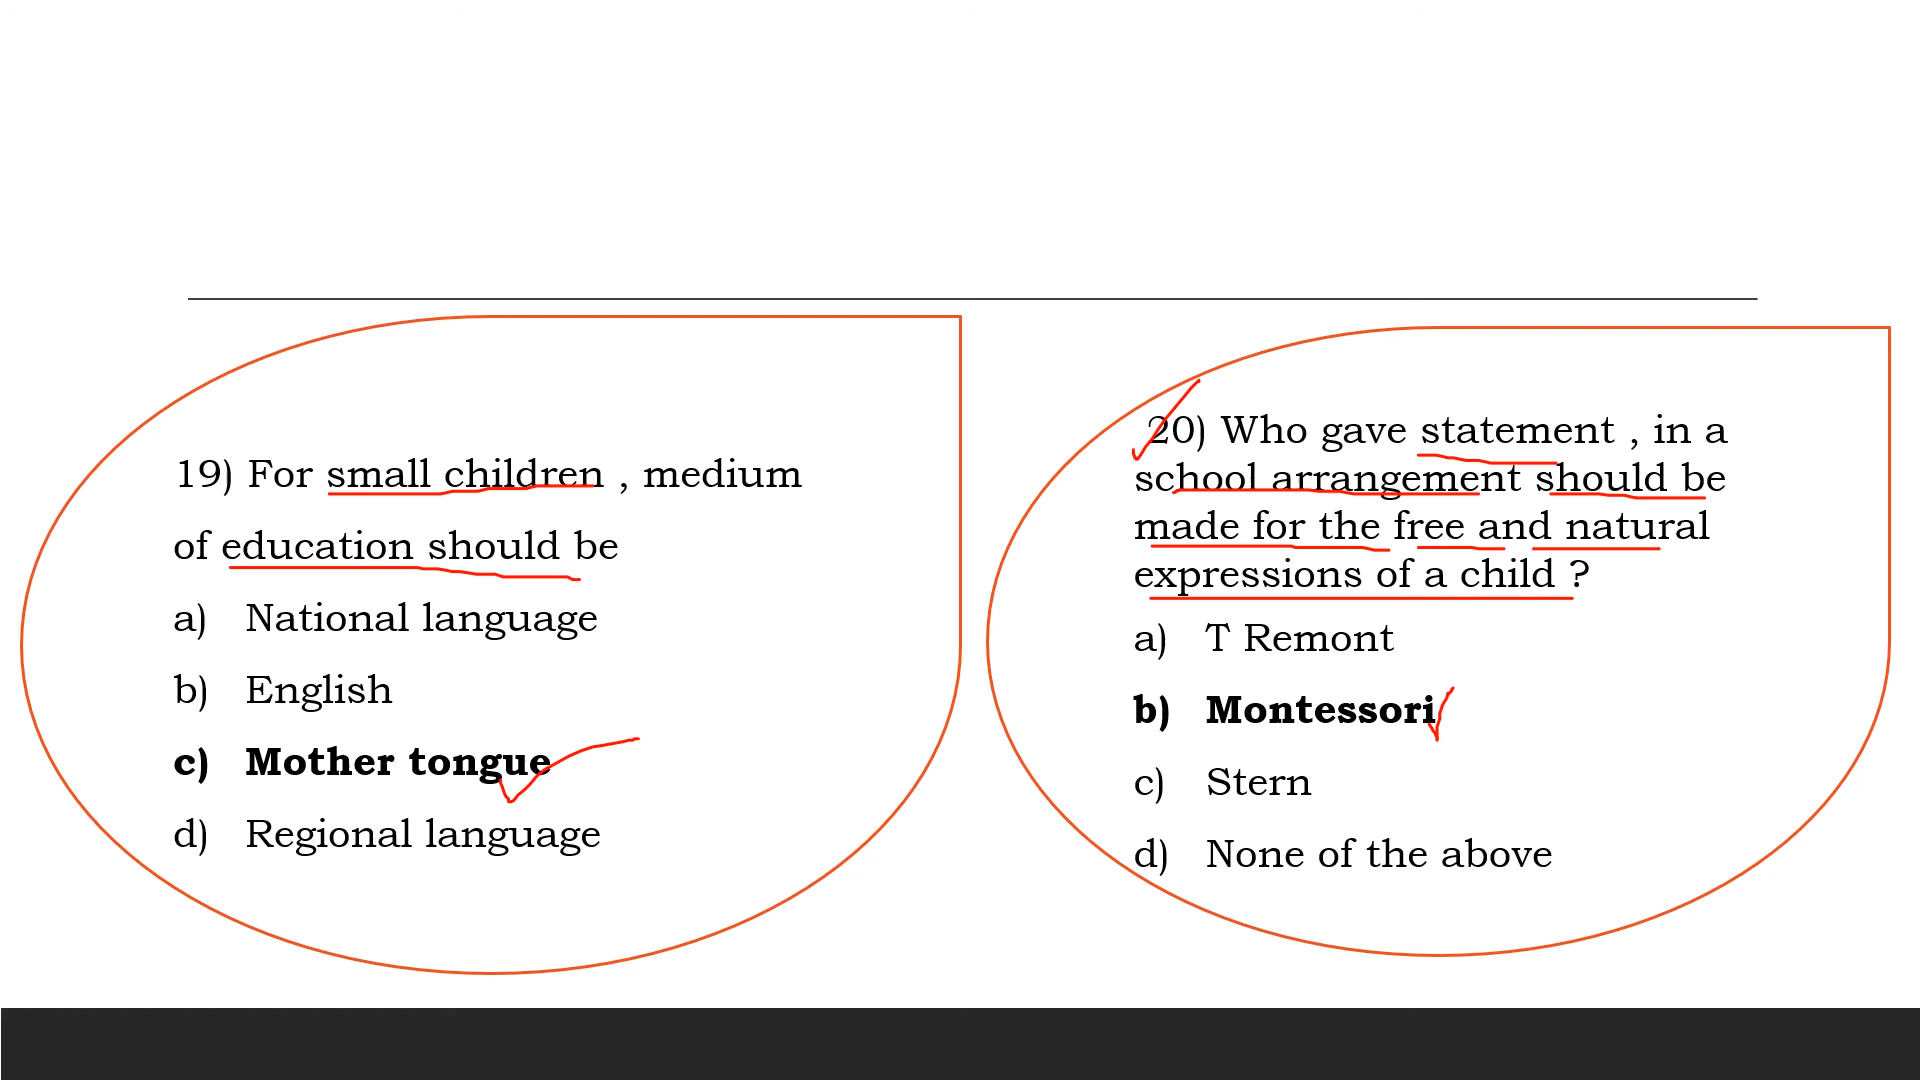 19) For small children , medium
of education should be
a) National language
b) English
c) Mother tongue
d) Regional language
20) Who gave statement , in a
school arrangement should be
made for the free and natural
expressions of a child ?
a) T Remont
b) Montessori
c) Stern
d) None of the above